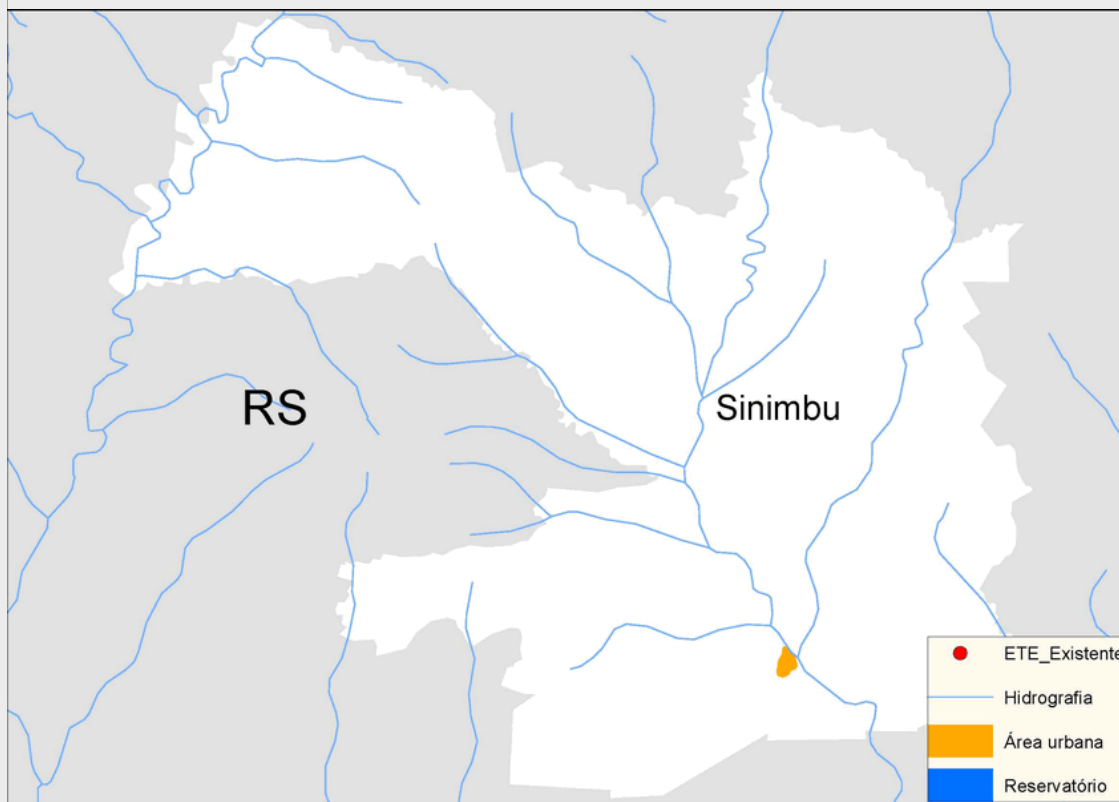 RS
Sinimbu
ETE_Existente
Hidrografia
Área urbana
Reservatório